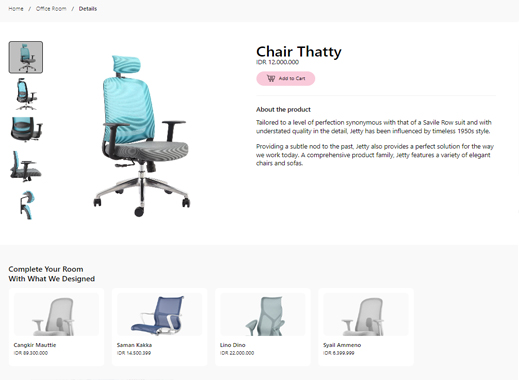 Home / Office Room / Details
Chair Thatty
IDR 12.000.000
Add to Cart
About the product
Tailored to a level of perfection synonymous with that of a Savile Row suit and with
understated quality in the detail, Jetty has been influenced by timeless 1950s style.
Providing a subtle nod to the past, Jetty also provides a perfect solution for the way
we work today. A comprehensive product family, Jetty features a variety of elegant
chairs and sofas.
Complete Your Room
With What We Designed
Cangkir Mauttie
IDR 89.300.000
Saman Kakka
IDR 14.500.399
Lino Dino
IDR 22.000.000
Syail Ammeno
IDR 6.399.999